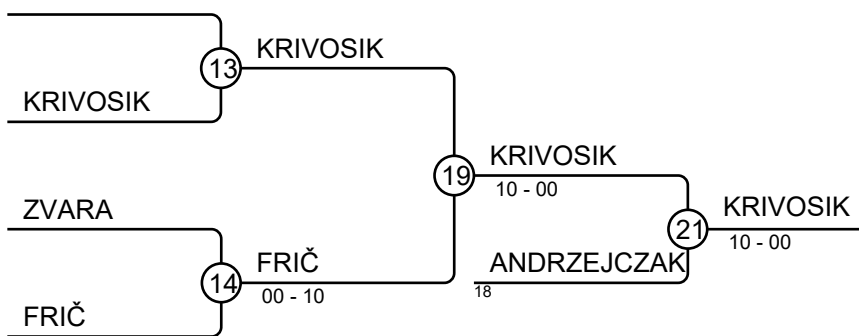 KRIVOSIK
13
KRIVOSIK
KRIVOSIK
19
10 - 00
ZVARA
KRIVOSIK
21
10 - 00
FRIČ
14
00 - 10
ANDRZEJCZAK
18
FRIČ